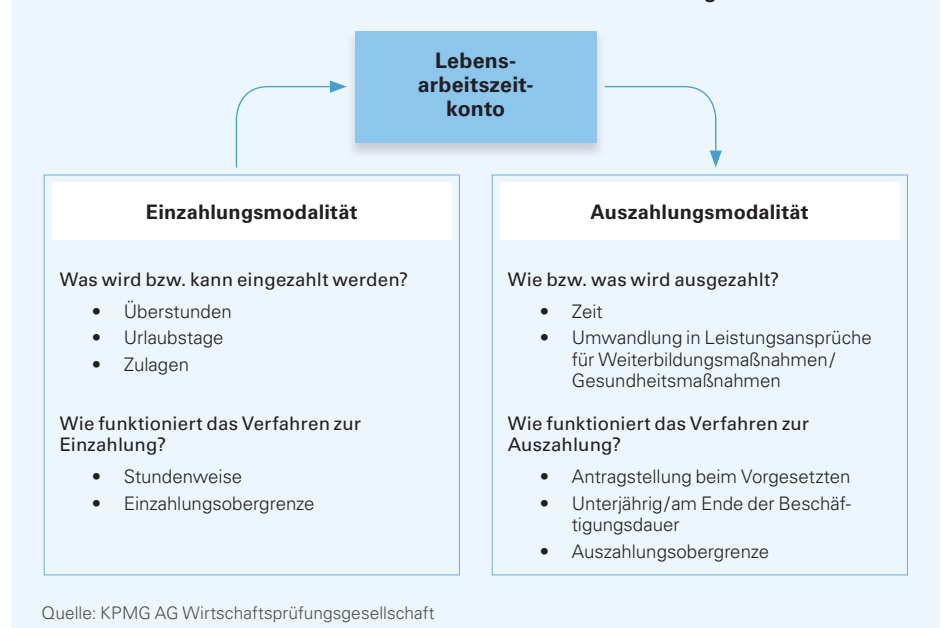 Lebens-
arbeitszeit-
konto
Einzahlungsmodalität
Was wird bzw. kann eingezahlt werden?
• Überstunden
• Urlaubstage
• Zulagen
Wie funktioniert das Verfahren zur
Einzahlung?
• Stundenweise
• Einzahlungsobergrenze
Auszahlungsmodalität
Wie bzw. was wird ausgezahlt?
• Zeit
• Umwandlung in Leistungsansprüche
für Weiterbildungsmaßnahmen/
Gesundheitsmaßnahmen
Wie funktioniert das Verfahren zur
Auszahlung?
• Antragstellung beim Vorgesetzten
• Unterjährig/am Ende der Beschäf-
tigungsdauer
• Auszahlungsobergrenze
Quelle: KPMG AG Wirtschaftsprüfungsgesellschaft